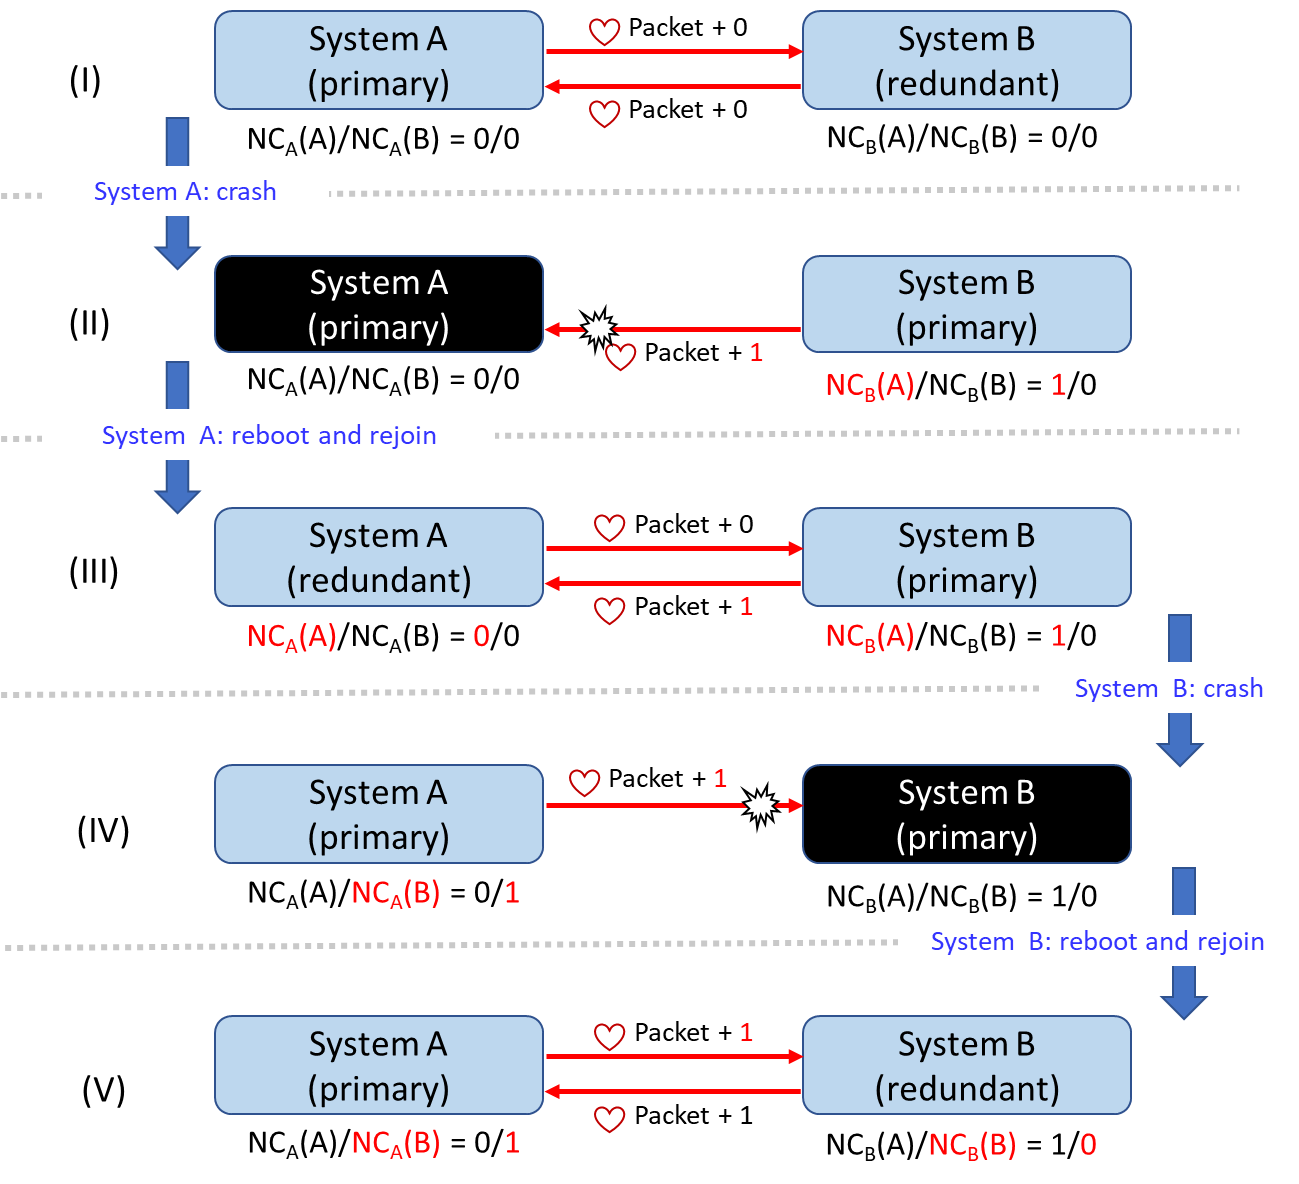 (I)
System A
(primary)
Packet + 0
Packet + 0
System B
(redundant)
NCA(A)/NCA(B) = 0/0
NCB(A)/NCB(B) = 0/0
System A: crash
(II)
System A
(primary)
Packet + 1
System B
(primary)
NCA(A)/NCA(B) = 0/0
NCB(A)/NCB(B) = 1/0
System A: reboot and rejoin
(III)
System A
(redundant)
Packet + 0
Packet + 1
System B
(primary)
NCA(A)/NCA(B) = 0/0
NCB(A)/NCB(B) = 1/0
System B: crash
(IV)
System A
(primary)
Packet + 1
System B
(primary)
NCA(A)/NCA(B) = 0/1
NCB(A)/NCB(B) = 1/0
System B: reboot and rejoin
(V)
System A
(primary)
Packet + 1
Packet + 1
System B
(redundant)
NCA(A)/NCA(B) = 0/1
NCB(A)/NCB(B) = 1/0